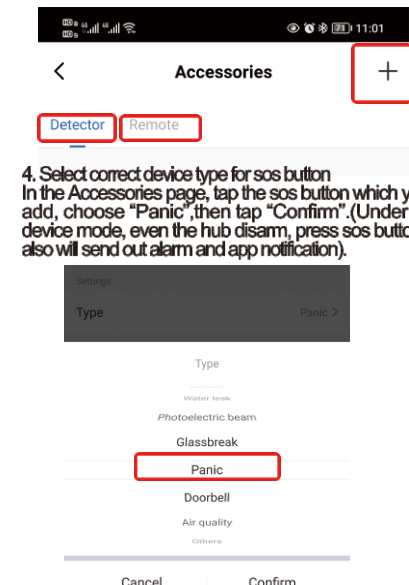 11:01
Accessories
Detector Remote
4. Select correct device type for sos button
In the Accessories page, tap the sos button which y
add, choose “Panic”,then tap “Confirm”.(Under
device mode, even the hub disarm, press sos butto
also will send out alarm and app notification).
Settings
Type Panic >
Type
Water leak
Photoelectric beam
Glassbreak
Panic
Doorbell
Air quality
Others
Cancel Confirm